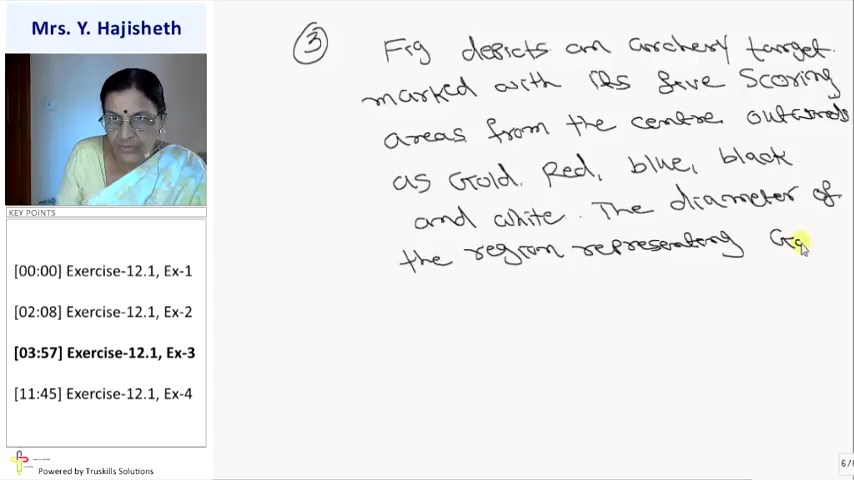 Mrs. Y. Hajisheth
KEY POINTS
[00:00] Exercise-12.1, Ex-1
[02:08] Exercise-12.1, Ex-2
[03:57] Exercise-12.1, Ex-3
[11:45] Exercise-12.1, Ex-4
Powered by Truskills Solutions
3 Fig depicts an archery target.
marked with its five Scoring
areas from the centre outwards
as Gold. Red, blue, black
and white. The diameter of
the region representing
6/